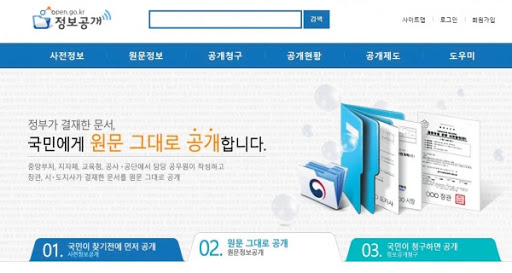 open.go.kr
정보공개
검색
사이트맵 | 로그인 | 회원가입
사전정보 원문정보 공개청구 공개현황 공개제도 도우미
정부가 결재한 문서,
국민에게 원문 그대로 공개합니다.
중앙부처, 지자체, 교육청, 공사·공단에서 담당 공무원이 작성하고
장관, 시·도지사가 결재한 문서를 원문 그대로 공개
시장
도지사
○○ 장관
01. 국민이 찾기전에 먼저 공개
사전정보공개
02. 원문 그대로 공개
원문정보공개
03. 국민이 청구하면 공개
정보공개청구